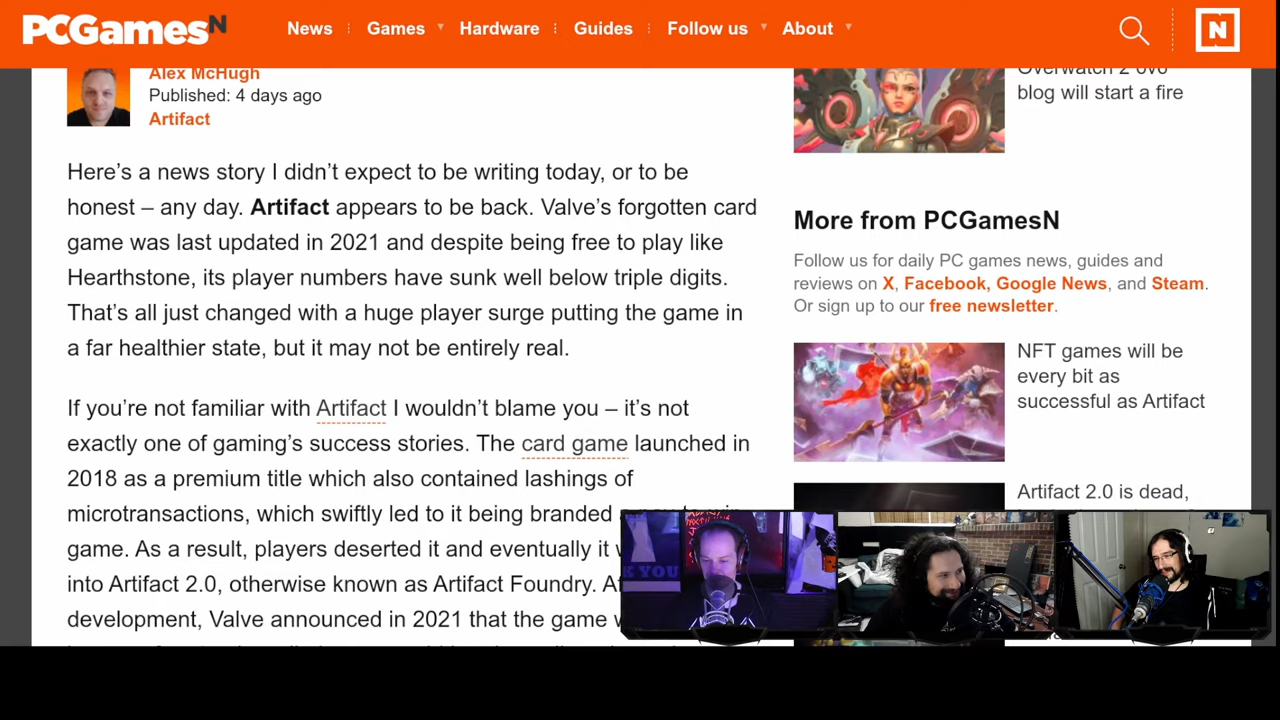 PCGamesN
News Games Hardware Guides Follow us About
N
Alex McHugh
Published: 4 days ago
Artifact
Here’s a news story I didn’t expect to be writing today, or to be
honest – any day. Artifact appears to be back. Valve’s forgotten card
game was last updated in 2021 and despite being free to play like
Hearthstone, its player numbers have sunk well below triple digits.
That’s all just changed with a huge player surge putting the game in
a far healthier state, but it may not be entirely real.
If you’re not familiar with Artifact I wouldn’t blame you – it’s not
exactly one of gaming’s success stories. The card game launched in
2018 as a premium title which also contained lashings of
microtransactions, which swiftly led to it being branded
game. As a result, players deserted it and eventually it
into Artifact 2.0, otherwise known as Artifact Foundry.
development, Valve announced in 2021 that the game
Overwatch 2 6v6
blog will start a fire
More from PCGamesN
Follow us for daily PC games news, guides and
reviews on X, Facebook, Google News, and Steam.
Or sign up to our free newsletter.
NFT games will be
every bit as
successful as Artifact
Artifact 2.0 is dead,
K YOU